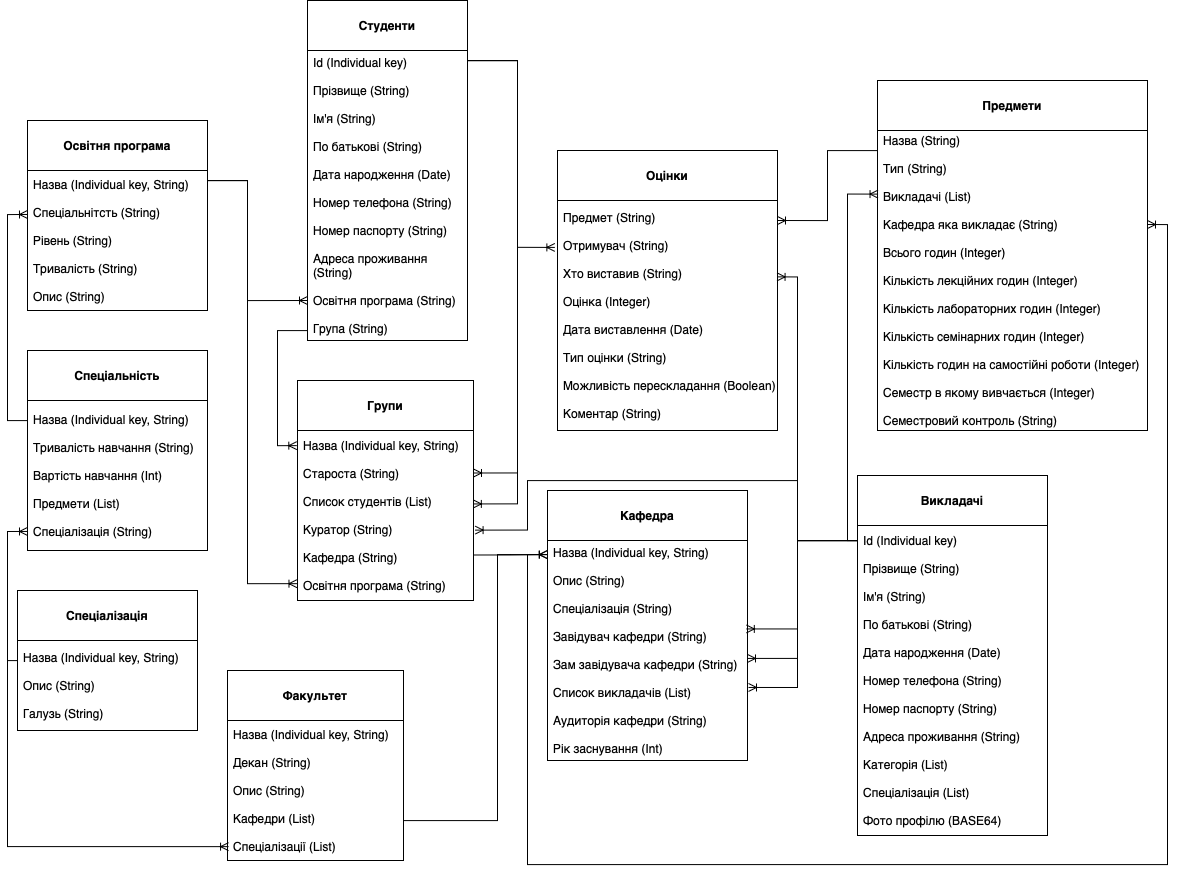 Студенти
Id (Individual key)
Прізвище (String)
Ім'я (String)
По батькові (String)
Дата народження (Date)
Номер телефона (String)
Номер паспорту (String)
Адреса проживання
(String)
Освітня програма (String)
Група (String)
Освітня програма
Назва (Individual key, String)
Спеціальнітсть (String)
Рівень (String)
Тривалість (String)
Опис (String)
Оцінки
Предмет (String)
Отримувач (String)
Хто виставив (String)
Оцінка (Integer)
Дата виставлення (Date)
Тип оцінки (String)
Можливість перескладання (Boolean)
Коментар (String)
Предмети
Назва (String)
Тип (String)
Викладачі (List)
Кафедра яка викладає (String)
Всього годин (Integer)
Кількість лекційних годин (Integer)
Кількість лабораторних годин (Integer)
Кількість семінарних годин (Integer)
Кількість годин на самостійні роботи (Integer)
Семестр в якому вивчається (Integer)
Семестровий контроль (String)
Спеціальність
Назва (Individual key, String)
Тривалість навчання (String)
Вартість навчання (Int)
Предмети (List)
Спеціалізація (String)
Групи
Назва (Individual key, String)
Староста (String)
Список студентів (List)
Куратор (String)
Кафедра (String)
Освітня програма (String)
Кафедра
Назва (Individual key, String)
Опис (String)
Спеціалізація (String)
Завідувач кафедри (String)
Зам завідувача кафедри (String)
Список викладачів (List)
Аудиторія кафедри (String)
Рік заснування (Int)
Викладачі
Id (Individual key)
Прізвище (String)
Ім'я (String)
По батькові (String)
Дата народження (Date)
Номер телефона (String)
Номер паспорту (String)
Адреса проживання (String)
Категорія (List)
Спеціалізація (List)
Фото профілю (BASE64)
Спеціалізація
Назва (Individual key, String)
Опис (String)
Галузь (String)
Факультет
Назва (Individual key, String)
Декан (String)
Опис (String)
Кафедри (List)
Спеціалізації (List)